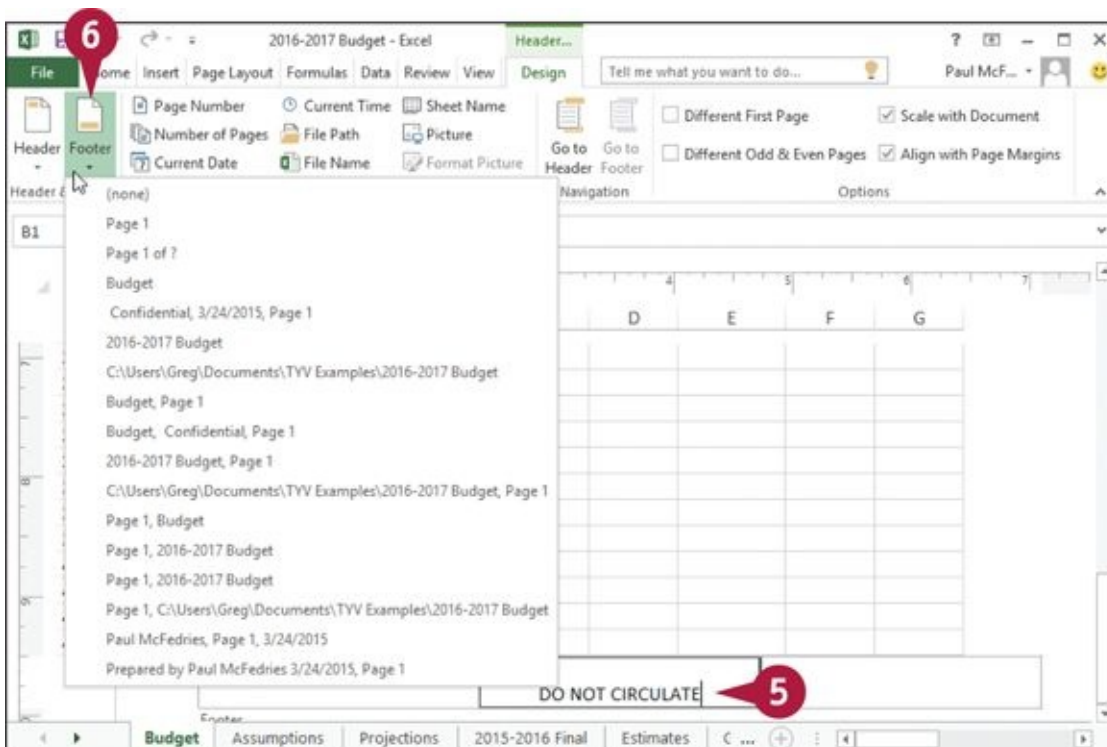 6
2016-2017 Budget - Excel
Header...
?
File Home Insert Page Layout Formulas Data Review View Design Tell me what you want to do... Paul McF...
Page Number Current Time Sheet Name
Different First Page Scale with Document
Number of Pages File Path Picture
Header Footer
Go to Header Go to Footer
Current Date File Name Format Picture
Different Odd & Even Pages Align with Page Margins
Header & Navigation Options
B1
(none)
Page 1
Page 1 of ?
Budget
Confidential, 3/24/2015, Page 1
2016-2017 Budget
C:\Users\Greg\Documents\TYV Examples\2016-2017 Budget
Budget, Page 1
Budget, Confidential, Page 1
2016-2017 Budget, Page 1
C:\Users\Greg\Documents\TYV Examples\2016-2017 Budget, Page 1
Page 1, Budget
Page 1, 2016-2017 Budget
Page 1, 2016-2017 Budget
Page 1, C:\Users\Greg\Documents\TYV Examples\2016-2017 Budget
Paul McFedries, Page 1, 3/24/2015
Prepared by Paul McFedries 3/24/2015, Page 1
4 5 6 7
D E F G
7
8
9
DO NOT CIRCULATE
5
Footer
Budget Assumptions Projections 2015-2016 Final Estimates C ...